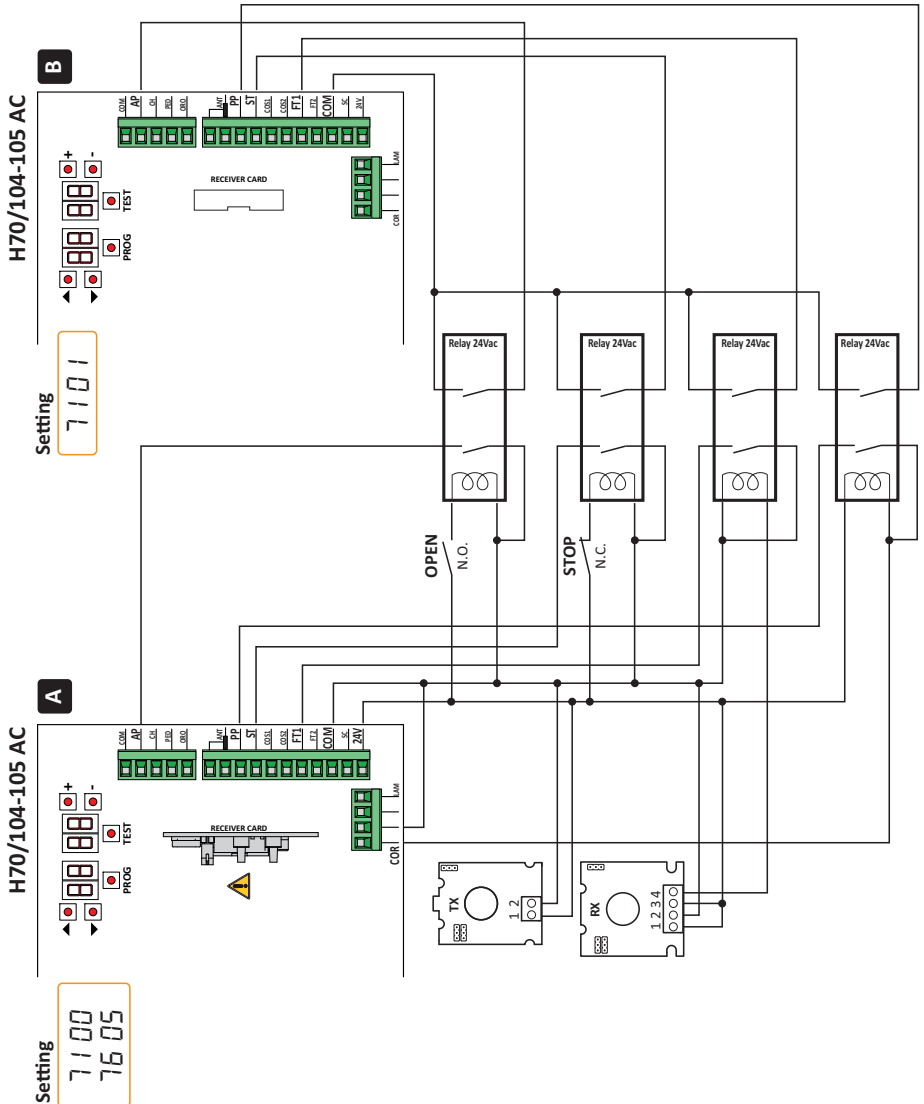 H70/104-105 AC
B
Setting
7101
PROG
TEST
+
-
RECEIVER CARD
COM
AP
CH
PED
ORO
ANT
PP
ST
COS1
COS2
FT1
FT2
COM
SC
24V
COR
LAM
Relay 24Vac
Relay 24Vac
Relay 24Vac
Relay 24Vac
OPEN
N.O.
STOP
N.C.
H70/104-105 AC
A
Setting
7100
7605
PROG
TEST
+
-
RECEIVER CARD
COM
AP
CH
PED
ORO
ANT
PP
ST
COS1
COS2
FT1
FT2
COM
SC
24V
COR
LAM
TX
1 2
RX
1 2 3 4